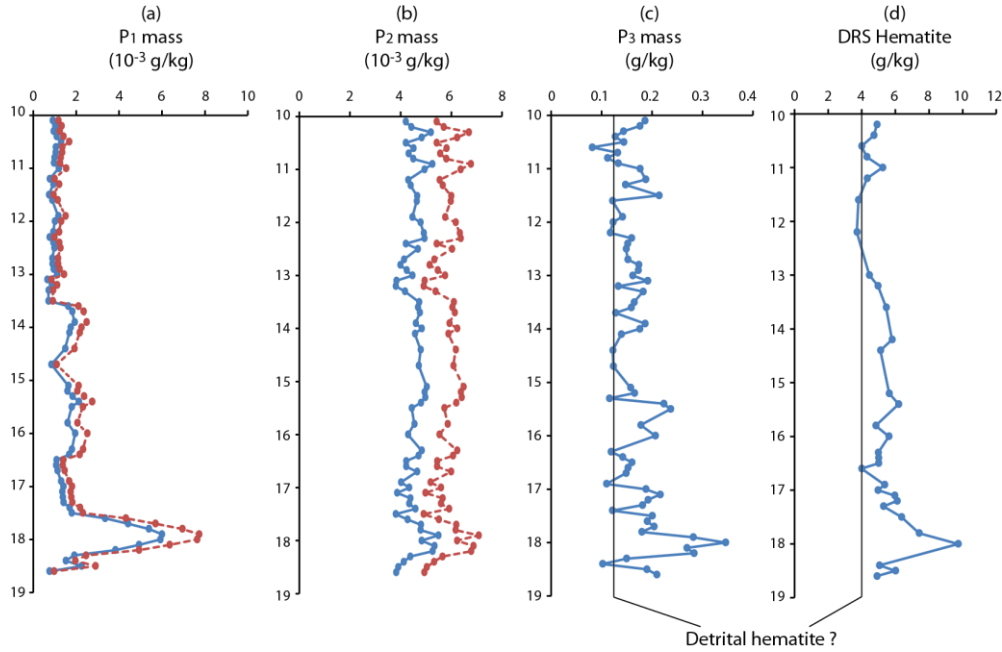 (a)
P1 mass
(10-3 g/kg)
0 2 4 6 8 10
10
11
12
13
14
15
16
17
18
19
(b)
P2 mass
(10-3 g/kg)
0 2 4 6 8
10
11
12
13
14
15
16
17
18
19
(c)
P3 mass
(g/kg)
0 0.1 0.2 0.3 0.4
10
11
12
13
14
15
16
17
18
19
(d)
DRS Hematite
(g/kg)
0 2 4 6 8 10 12
10
11
12
13
14
15
16
17
18
19
Detrital hematite ?